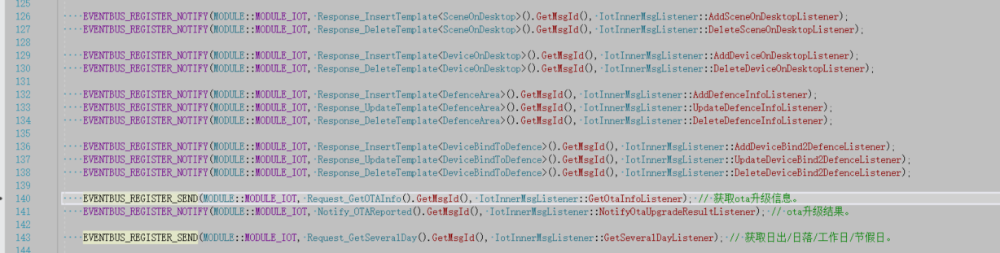 125
126 EVENTBUS_REGISTER_NOTIFY(MODULE::MODULE_IOT, Response_InsertTemplate<SceneOnDesktop>().GetMsgId(), IotInnerMsgListener::AddSceneOnDesktopListener);
127 EVENTBUS_REGISTER_NOTIFY(MODULE::MODULE_IOT, Response_DeleteTemplate<SceneOnDesktop>().GetMsgId(), IotInnerMsgListener::DeleteSceneOnDesktopListener);
128
129 EVENTBUS_REGISTER_NOTIFY(MODULE::MODULE_IOT, Response_InsertTemplate<DeviceOnDesktop>().GetMsgId(), IotInnerMsgListener::AddDeviceOnDesktopListener);
130 EVENTBUS_REGISTER_NOTIFY(MODULE::MODULE_IOT, Response_DeleteTemplate<DeviceOnDesktop>().GetMsgId(), IotInnerMsgListener::DeleteDeviceOnDesktopListener);
131
132 EVENTBUS_REGISTER_NOTIFY(MODULE::MODULE_IOT, Response_InsertTemplate<DefenceArea>().GetMsgId(), IotInnerMsgListener::AddDefenceInfoListener);
133 EVENTBUS_REGISTER_NOTIFY(MODULE::MODULE_IOT, Response_UpdateTemplate<DefenceArea>().GetMsgId(), IotInnerMsgListener::UpdateDefenceInfoListener);
134 EVENTBUS_REGISTER_NOTIFY(MODULE::MODULE_IOT, Response_DeleteTemplate<DefenceArea>().GetMsgId(), IotInnerMsgListener::DeleteDefenceInfoListener);
135
136 EVENTBUS_REGISTER_NOTIFY(MODULE::MODULE_IOT, Response_InsertTemplate<DeviceBindToDefence>().GetMsgId(), IotInnerMsgListener::AddDeviceBind2DefenceListener);
137 EVENTBUS_REGISTER_NOTIFY(MODULE::MODULE_IOT, Response_UpdateTemplate<DeviceBindToDefence>().GetMsgId(), IotInnerMsgListener::UpdateDeviceBind2DefenceListener);
138 EVENTBUS_REGISTER_NOTIFY(MODULE::MODULE_IOT, Response_DeleteTemplate<DeviceBindToDefence>().GetMsgId(), IotInnerMsgListener::DeleteDeviceBind2DefenceListener);
139
140 EVENTBUS_REGISTER_SEND(MODULE::MODULE_IOT, Request_GetOTAInfo().GetMsgId(), IotInnerMsgListener::GetOtaInfoListener); // 获取ota升级信息。
141 EVENTBUS_REGISTER_NOTIFY(MODULE::MODULE_IOT, Notify_OTAReported().GetMsgId(), IotInnerMsgListener::NotifyOtaUpgradeResultListener); // ota升级结果。
142
143 EVENTBUS_REGISTER_SEND(MODULE::MODULE_IOT, Request_GetSeveralDay().GetMsgId(), IotInnerMsgListener::GetSeveralDayListener); // 获取日出/日落/工作日/节假日。
144